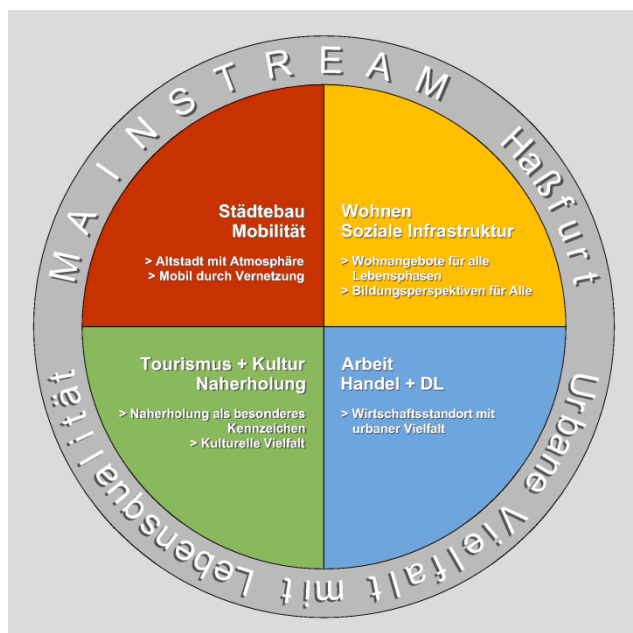 MAINSTREAM Haßfurt
Städtebau
Mobilität
> Altstadt mit Atmosphäre
> Mobil durch Vernetzung
Wohnen
Soziale Infrastruktur
> Wohnangebote für alle
Lebensphasen
> Bildungsperspektiven für Alle
Tourismus + Kultur
Naherholung
> Naherholung als besonderes
Kennzeichen
> Kulturelle Vielfalt
Arbeit
Handel + DL
> Wirtschaftsstandort mit
urbaner Vielfalt
Urbane Vielfalt mit Lebensqualität